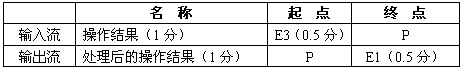 名 称 起 点 终 点
输入流 操作结果（1分） E3（0.5分） P
输出流 处理后的操作结果（1分） P E1（0.5分）